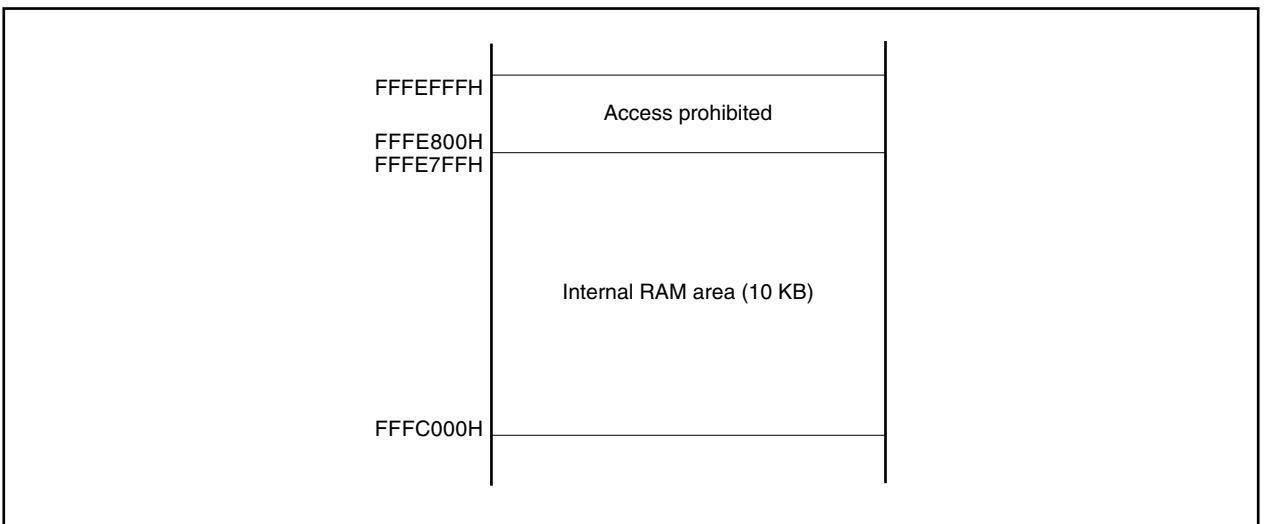 FFFEFFFH
Access prohibited
FFFE800H
FFFE7FFH
Internal RAM area (10 KB)
FFFC000H